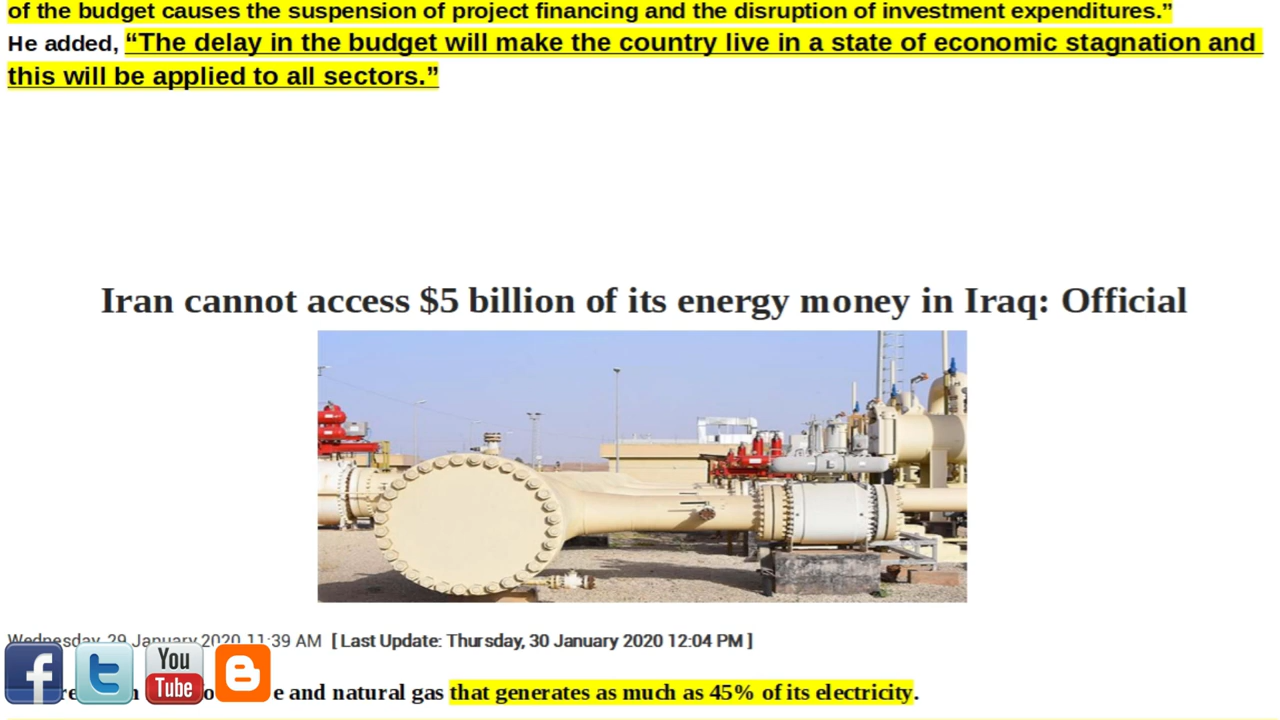 of the budget causes the suspension of project financing and the disruption of investment expenditures.”
He added, “The delay in the budget will make the country live in a state of economic stagnation and
this will be applied to all sectors.”
Iran cannot access $5 billion of its energy money in Iraq: Official
Wednesday, 29 January 2020 11:39 AM [ Last Update: Thursday, 30 January 2020 12:04 PM ]
You
Tube
and natural gas that generates as much as 45% of its electricity.